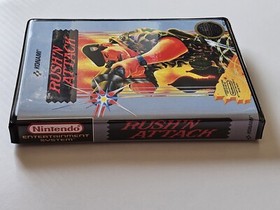 KONAMI
RUSH'N
ATTACK
Nintendo
ENTERTAINMENT
SYSTEM
RUSH'N
ATTACK